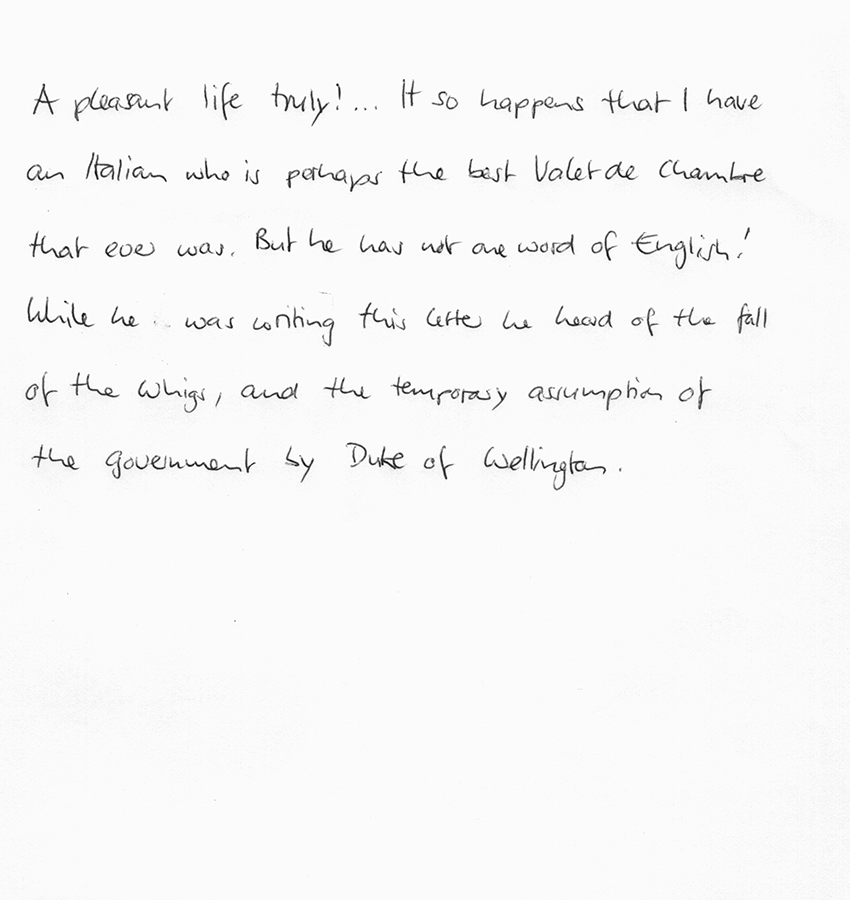 A pleasant life truly!... It so happens that I have
an Italian who is perhaps the best Valet de Chambre
that ever was. But he has not one word of English!
While he .. was writing this letter he heard of the fall
of the Whigs, and the temporary assumption of
the government by Duke of Wellington.